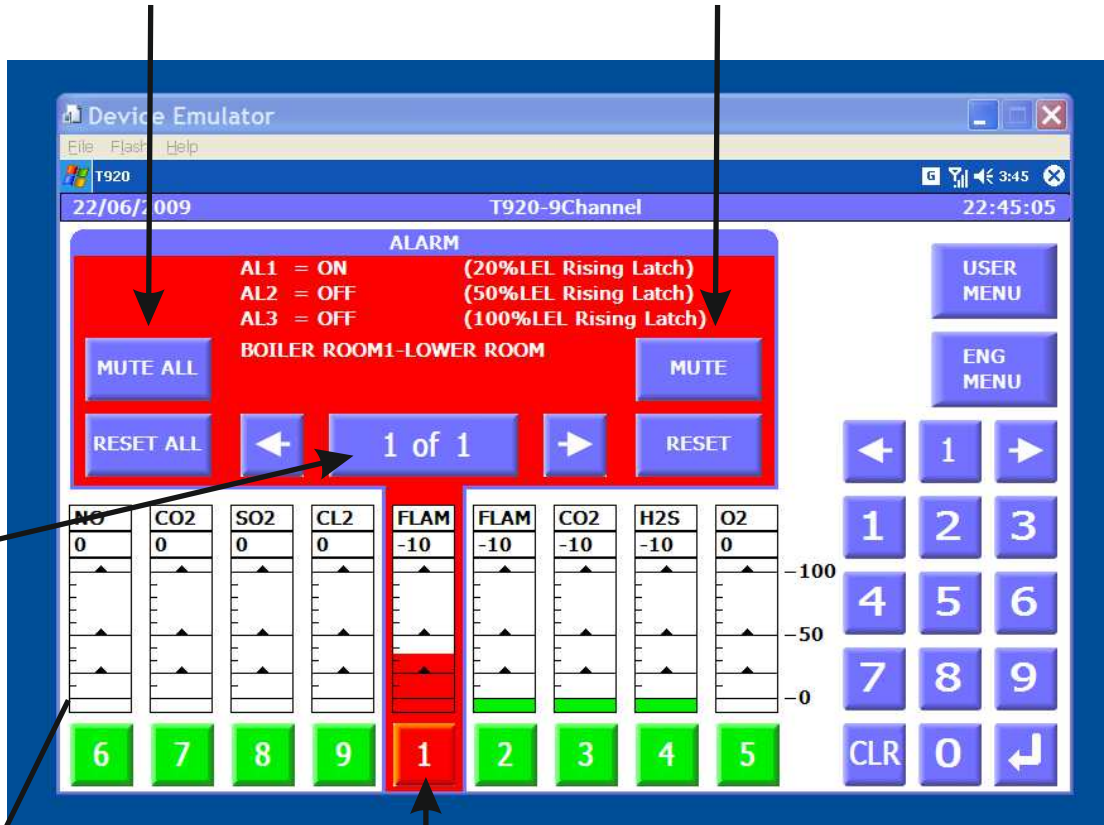 Device Emulator
File Flash Help
T920 G 3:45
22/06/2009 T920-9Channel 22:45:05
ALARM
AL1 = ON (20%LEL Rising Latch)
AL2 = OFF (50%LEL Rising Latch)
AL3 = OFF (100%LEL Rising Latch)
BOILER ROOM1-LOWER ROOM
MUTE ALL MUTE
RESET ALL 1 of 1 RESET
USER
MENU
ENG
MENU
1
NO CO2 SO2 CL2 FLAM FLAM CO2 H2S O2
0 0 0 0 -10 -10 -10 -10 0
100
50
0
6 7 8 9 1 2 3 4 5
1 2 3
4 5 6
7 8 9
CLR 0